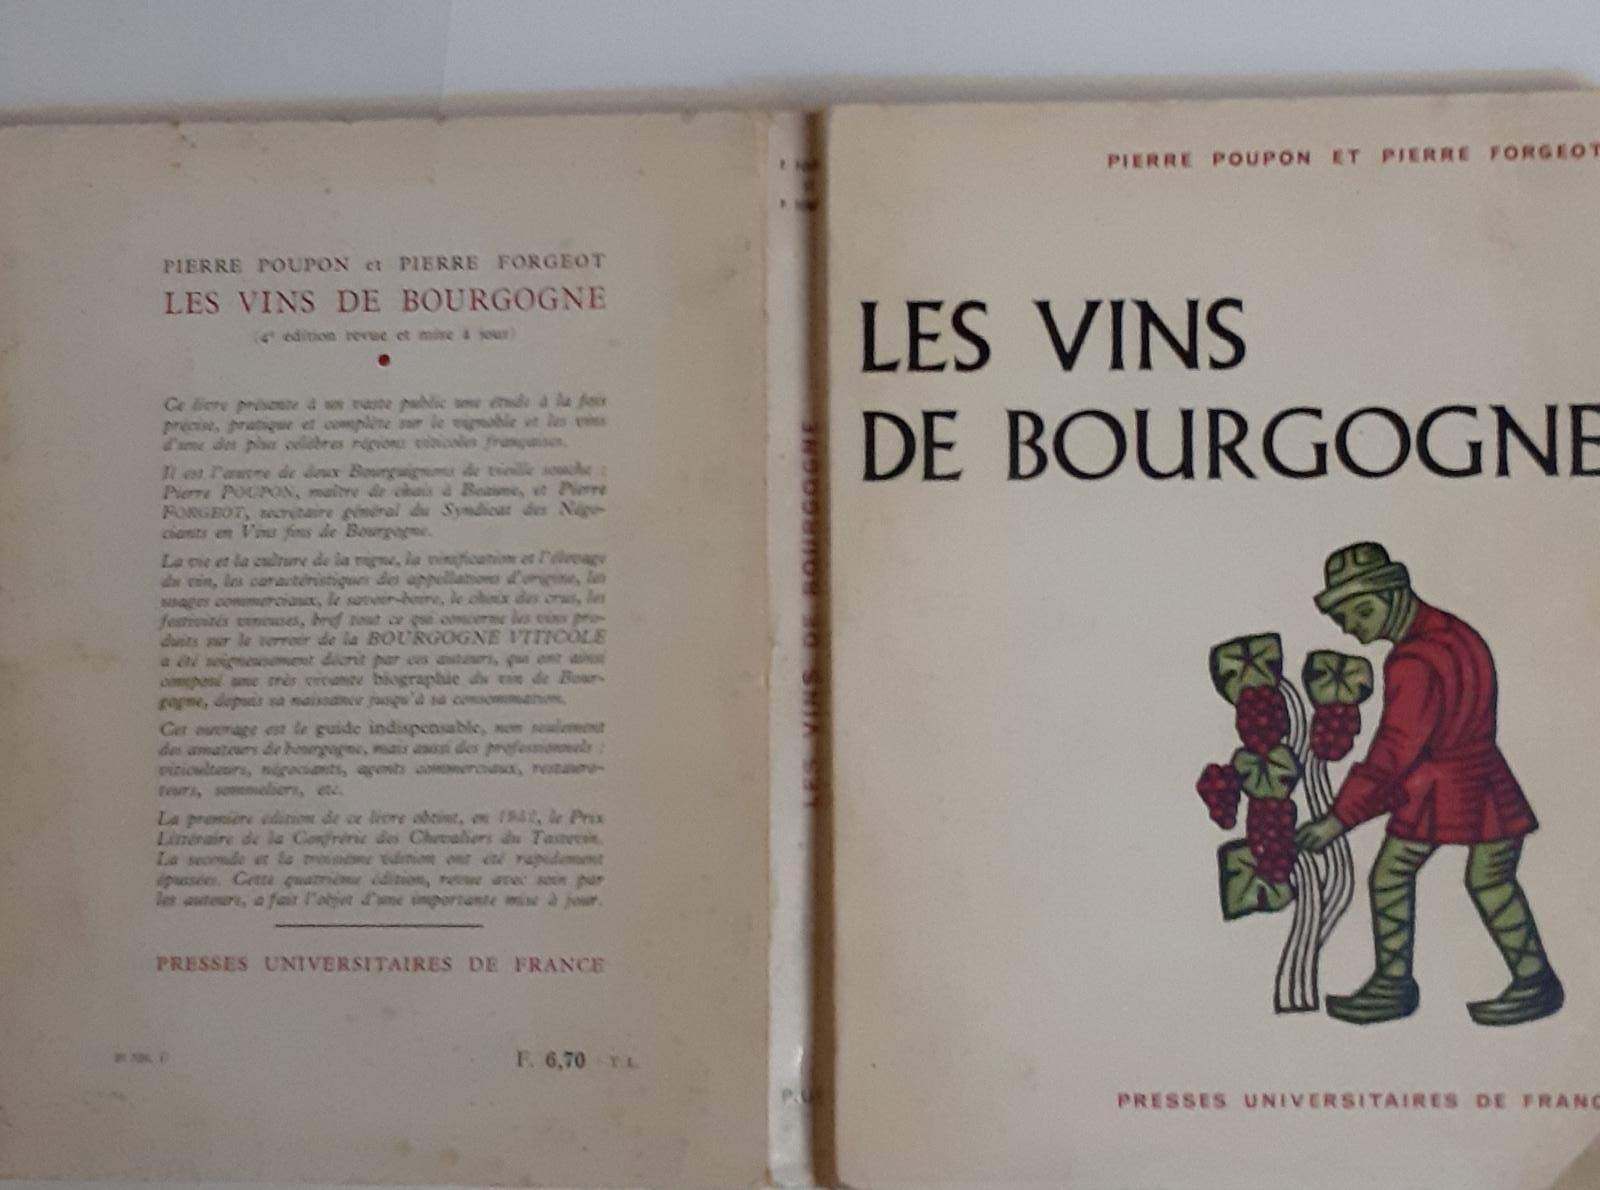 PIERRE POUPON et PIERRE FORGEOT
LES VINS DE BOURGOGNE
(4e édition revue et mise à jour)
Ce livre présente à un vaste public une étude à la fois
précise, pratique et complète sur le vignoble et les vins
d'une des plus célèbres régions viticoles françaises.
Il est l'œuvre de deux Bourguignons de vieille souche :
Pierre POUPON, maître de chais à Beaune, et Pierre
FORGEOT, secrétaire général du Syndicat des Négo-
ciants en Vins fins de Bourgogne.
La vie et la culture de la vigne, la vinification et l'élevage
du vin, les caractéristiques des appellations d'origine, les
usages commerciaux, le savoir-boire, le choix des crus, les
festivités vineuses, bref tout ce qui concerne les vins pro-
duits sur le terroir de la BOURGOGNE VITICOLE
a été soigneusement décrit par ces auteurs, qui ont ainsi
composé une très vivante biographie du vin de Bour-
gogne, depuis sa naissance jusqu'à sa consommation.
Cet ouvrage est le guide indispensable, non seulement
des amateurs de bourgogne, mais aussi des professionnels :
viticulteurs, négociants, agents commerciaux, restaura-
teurs, sommeliers, etc.
La première édition de ce livre obtint, en le Prix
Littéraire de la Confrérie des Chevaliers du Tastevin.
La seconde et la troisième édition ont été rapidement
épuisées. Cette quatrième édition, revue avec soin par
les auteurs, a fait l'objet d'une importante mise à jour.
PRESSES UNIVERSITAIRES DE FRANCE
F. 6,70 T. L.
LES VINS DE BOURGOGNE
PIERRE POUPON ET PIERRE FORGEOT
LES VINS
DE BOURGOGNE
PRESSES UNIVERSITAIRES DE FRANC